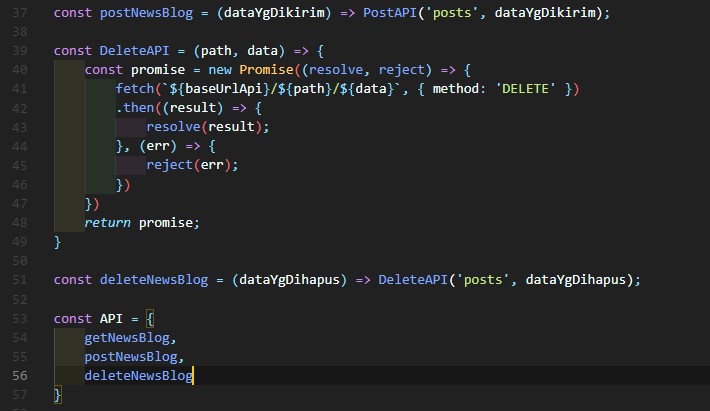 37 const postNewsBlog = (dataYgDikirim) => PostAPI('posts', dataYgDikirim);
38
39 const DeleteAPI = (path, data) => {
40     const promise = new Promise((resolve, reject) => {
41         fetch(`${baseUrlApi}/${path}/${data}`, { method: 'DELETE' })
42         .then((result) => {
43             resolve(result);
44         }, (err) => {
45             reject(err);
46         })
47     })
48     return promise;
49 }
50
51 const deleteNewsBlog = (dataYgDihapus) => DeleteAPI('posts', dataYgDihapus);
52
53 const API = {
54     getNewsBlog,
55     postNewsBlog,
56     deleteNewsBlog
57 }